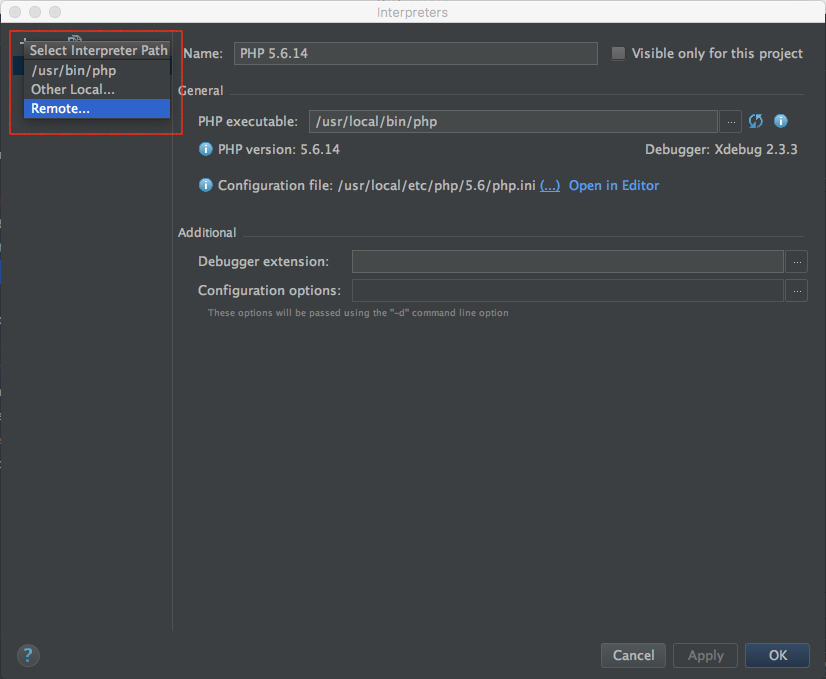 Interpreters
Select Interpreter Path
/usr/bin/php
Other Local...
Remote...
Name: PHP 5.6.14 Visible only for this project
General
PHP executable: /usr/local/bin/php ...
PHP version: 5.6.14 Debugger: Xdebug 2.3.3
Configuration file: /usr/local/etc/php/5.6/php.ini (...) Open in Editor
Additional
Debugger extension: ...
Configuration options: ...
These options will be passed using the "-d" command line option
? Cancel Apply OK